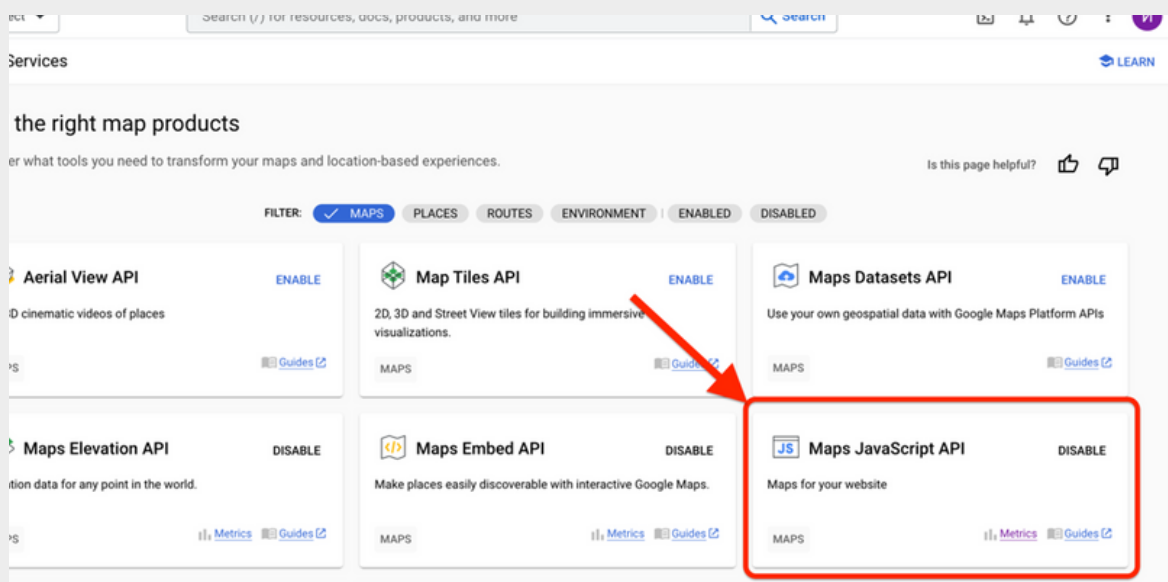 Search (/) for resources, docs, products, and more
Search
Services
LEARN
the right map products
er what tools you need to transform your maps and location-based experiences.
Is this page helpful?
FILTER: MAPS PLACES ROUTES ENVIRONMENT ENABLED DISABLED
Aerial View API ENABLE
3D cinematic videos of places
Guides
Map Tiles API ENABLE
2D, 3D and Street View tiles for building immersive
visualizations.
MAPS Guides
Maps Datasets API ENABLE
Use your own geospatial data with Google Maps Platform APIs
MAPS Guides
Maps Elevation API DISABLE
ation data for any point in the world.
PS Metrics Guides
Maps Embed API DISABLE
Make places easily discoverable with interactive Google Maps.
MAPS Metrics Guides
JS Maps JavaScript API DISABLE
Maps for your website
MAPS Metrics Guides